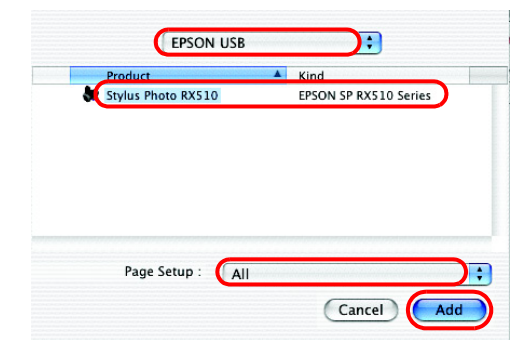 EPSON USB
Product Kind
Stylus Photo RX510 EPSON SP RX510 Series
Page Setup : All
Cancel Add